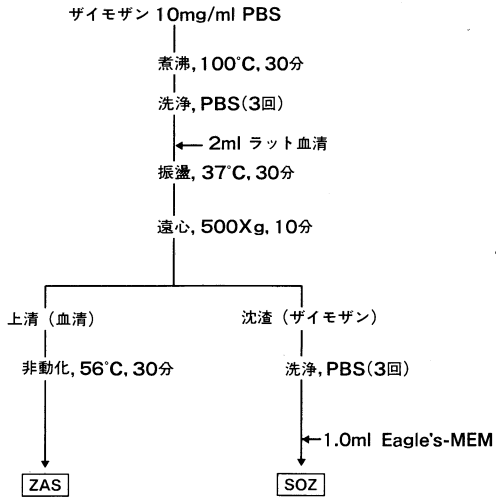 ザイモザン 10mg/ml PBS
煮沸, 100°C, 30分
洗浄, PBS(3回)
2ml ラット血清
振盪, 37°C, 30分
遠心, 500Xg, 10分
上清（血清）
沈渣（ザイモザン）
非動化, 56°C, 30分
洗浄, PBS(3回)
1.0ml Eagle's-MEM
ZAS
SOZ